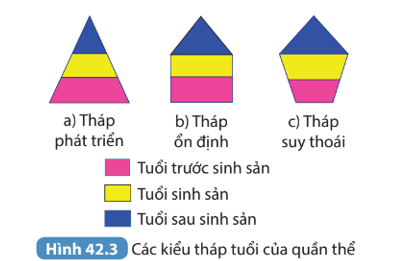 a) Tháp
phát triển
b) Tháp
ổn định
c) Tháp
suy thoái
Tuổi trước sinh sản
Tuổi sinh sản
Tuổi sau sinh sản
Hình 42.3 Các kiểu tháp tuổi của quần thể